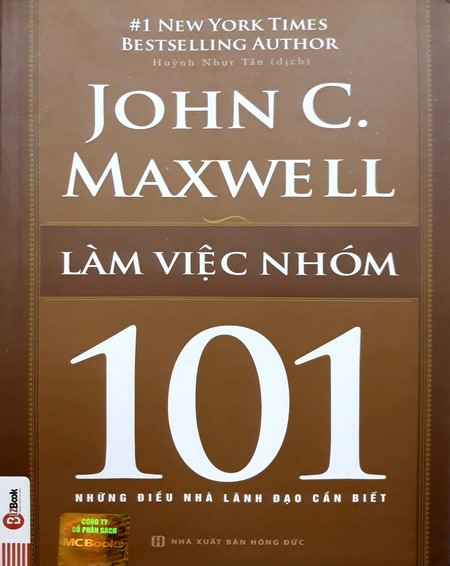 #1 NEW YORK TIMES
BESTSELLING AUTHOR
Huỳnh Nhựt Tân (dịch)
JOHN C.
MAXWELL
LÀM VIỆC NHÓM
101
NHỮNG ĐIỀU NHÀ LÃNH ĐẠO CẦN BIẾT
BizBook
CÔNG TY
CỔ PHẦN SÁCH
MCBooks
NHÀ XUẤT BẢN HỒNG ĐỨC